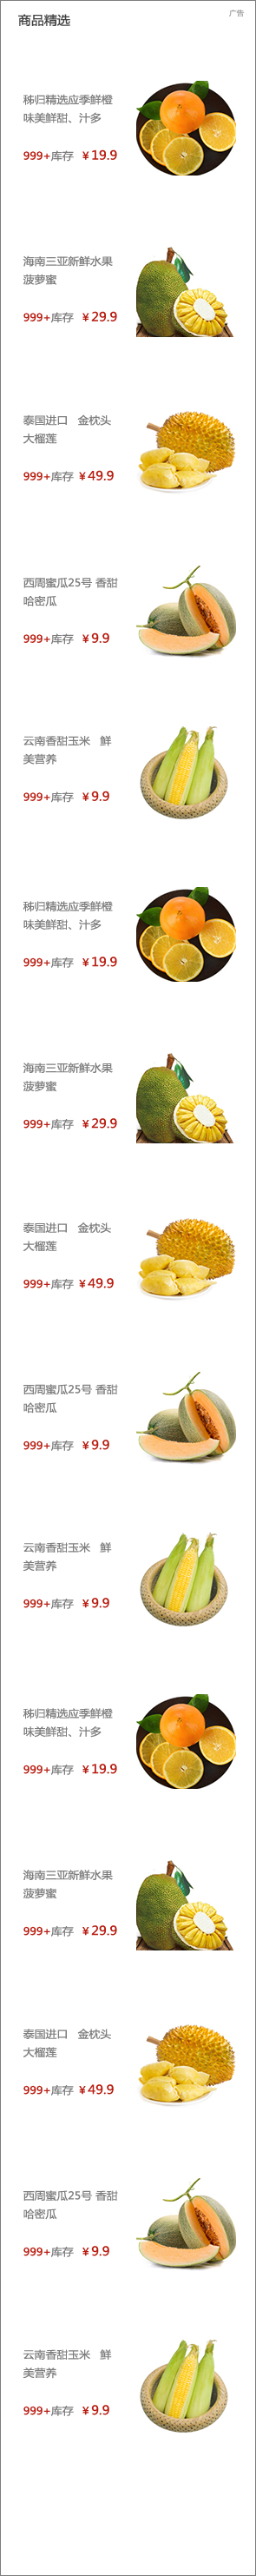 商品精选
广告
秭归精选应季鲜橙
味美鲜甜、汁多
999+库存 ￥19.9
海南三亚新鲜水果
菠萝蜜
999+库存 ￥29.9
泰国进口 金枕头
大榴莲
999+库存 ￥49.9
西周蜜瓜25号 香甜
哈密瓜
999+库存 ￥9.9
云南香甜玉米 鲜
美营养
999+库存 ￥9.9
秭归精选应季鲜橙
味美鲜甜、汁多
999+库存 ￥19.9
海南三亚新鲜水果
菠萝蜜
999+库存 ￥29.9
泰国进口 金枕头
大榴莲
999+库存 ￥49.9
西周蜜瓜25号 香甜
哈密瓜
999+库存 ￥9.9
云南香甜玉米 鲜
美营养
999+库存 ￥9.9
秭归精选应季鲜橙
味美鲜甜、汁多
999+库存 ￥19.9
海南三亚新鲜水果
菠萝蜜
999+库存 ￥29.9
泰国进口 金枕头
大榴莲
999+库存 ￥49.9
西周蜜瓜25号 香甜
哈密瓜
999+库存 ￥9.9
云南香甜玉米 鲜
美营养
999+库存 ￥9.9